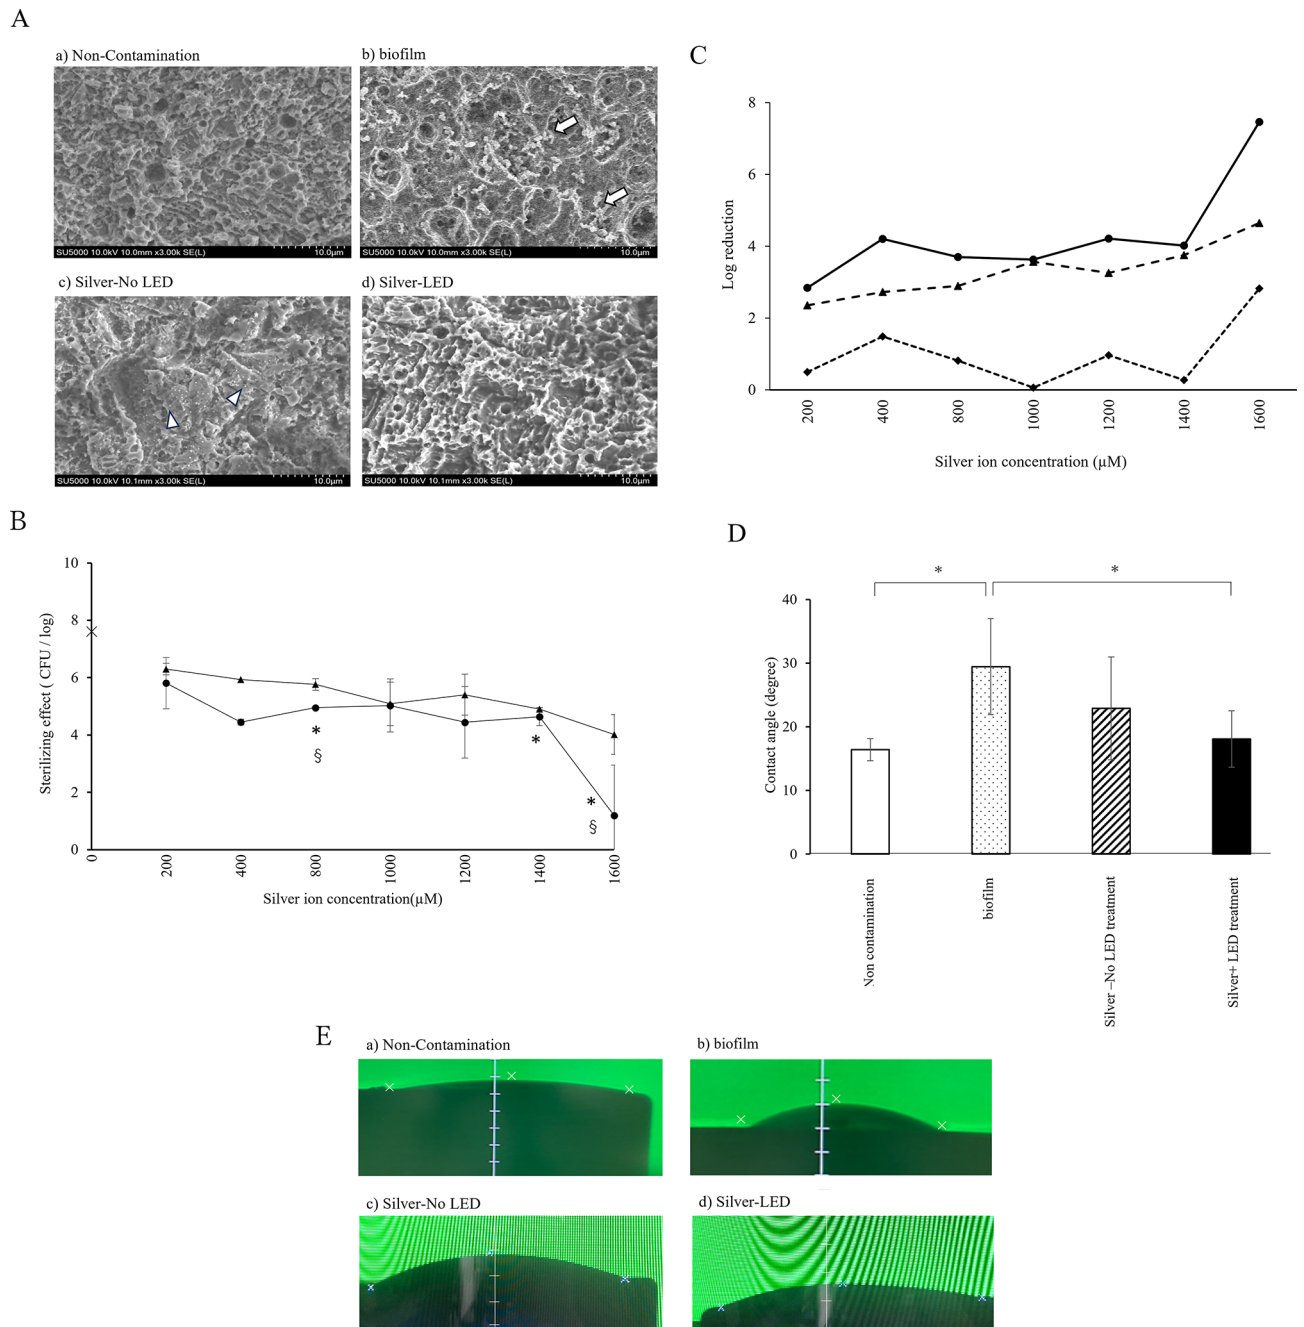 A
a) Non-Contamination
b) biofilm
SU5000 10.0kV 10.0mm x3.00k SE(L) 10.0µm
SU5000 10.0kV 10.0mm x3.00k SE(L) 10.0µm
c) Silver-No LED
d) Silver-LED
SU5000 10.0kV 10.1mm x3.00k SE(L) 10.0µm
SU5000 10.0kV 10.1mm x3.00k SE(L) 10.0µm
C
Log reduction
8
6
4
2
0
200
400
800
1000
1200
1400
1600
Silver ion concentration (µM)
B
Sterilizing effect ( CFU / log)
10
8
6
4
2
0
*
§
*
*
§
0
200
400
800
1000
1200
1400
1600
Silver ion concentration(µM)
D
*
*
Contact angle (degree)
40
30
20
10
0
Non contamination
biofilm
Silver –No LED treatment
Silver+ LED treatment
E
a) Non-Contamination
b) biofilm
c) Silver-No LED
d) Silver-LED